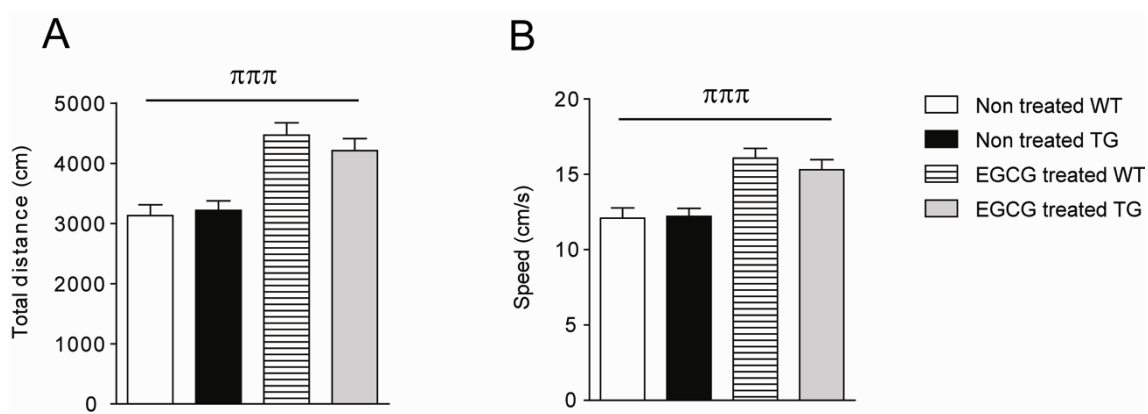 A
πππ
5000
4000
3000
2000
1000
0
Total distance (cm)
B
πππ
20
15
10
5
0
Speed (cm/s)
Non treated WT
Non treated TG
EGCG treated WT
EGCG treated TG